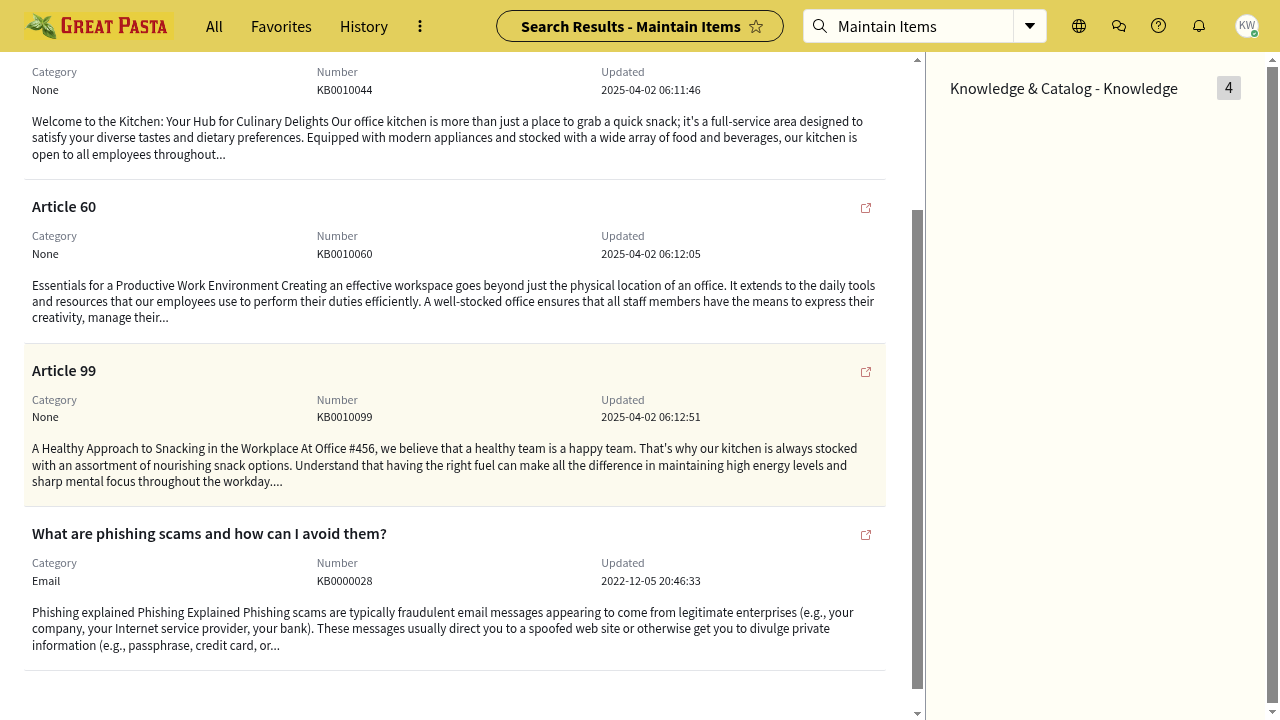 GREAT PASTA
All
Favorites
History
Search Results - Maintain Items
Maintain Items
KW
Category
Number
Updated
None
KB0010044
2025-04-02 06:11:46
Welcome to the Kitchen: Your Hub for Culinary Delights Our office kitchen is more than just a place to grab a quick snack; it's a full-service area designed to
satisfy your diverse tastes and dietary preferences. Equipped with modern appliances and stocked with a wide array of food and beverages, our kitchen is
open to all employees throughout...
Article 60
Category
Number
Updated
None
KB0010060
2025-04-02 06:12:05
Essentials for a Productive Work Environment Creating an effective workspace goes beyond just the physical location of an office. It extends to the daily tools
and resources that our employees use to perform their duties efficiently. A well-stocked office ensures that all staff members have the means to express their
creativity, manage their...
Article 99
Category
Number
Updated
None
KB0010099
2025-04-02 06:12:51
A Healthy Approach to Snacking in the Workplace At Office #456, we believe that a healthy team is a happy team. That's why our kitchen is always stocked
with an assortment of nourishing snack options. Understand that having the right fuel can make all the difference in maintaining high energy levels and
sharp mental focus throughout the workday....
What are phishing scams and how can I avoid them?
Category
Number
Updated
Email
KB0000028
2022-12-05 20:46:33
Phishing explained Phishing Explained Phishing scams are typically fraudulent email messages appearing to come from legitimate enterprises (e.g., your
company, your Internet service provider, your bank). These messages usually direct you to a spoofed web site or otherwise get you to divulge private
information (e.g., passphrase, credit card, or...
Knowledge & Catalog - Knowledge
4